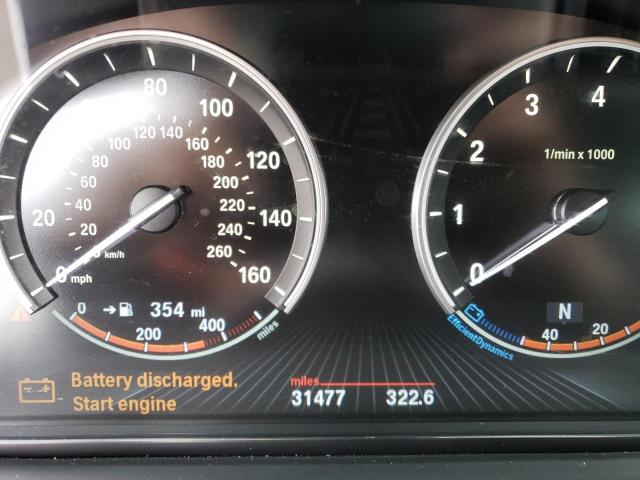 80
100
120
140
160
20
0 mph
100 120 140 160
80
60
40
20
km/h
180
200
220
240
260
➔ 354 mi
0
200
400
miles
1
2
3
4
0
1/min x 1000
N
40
20
EfficientDynamics
Battery discharged.
Start engine
miles
31477 322.6